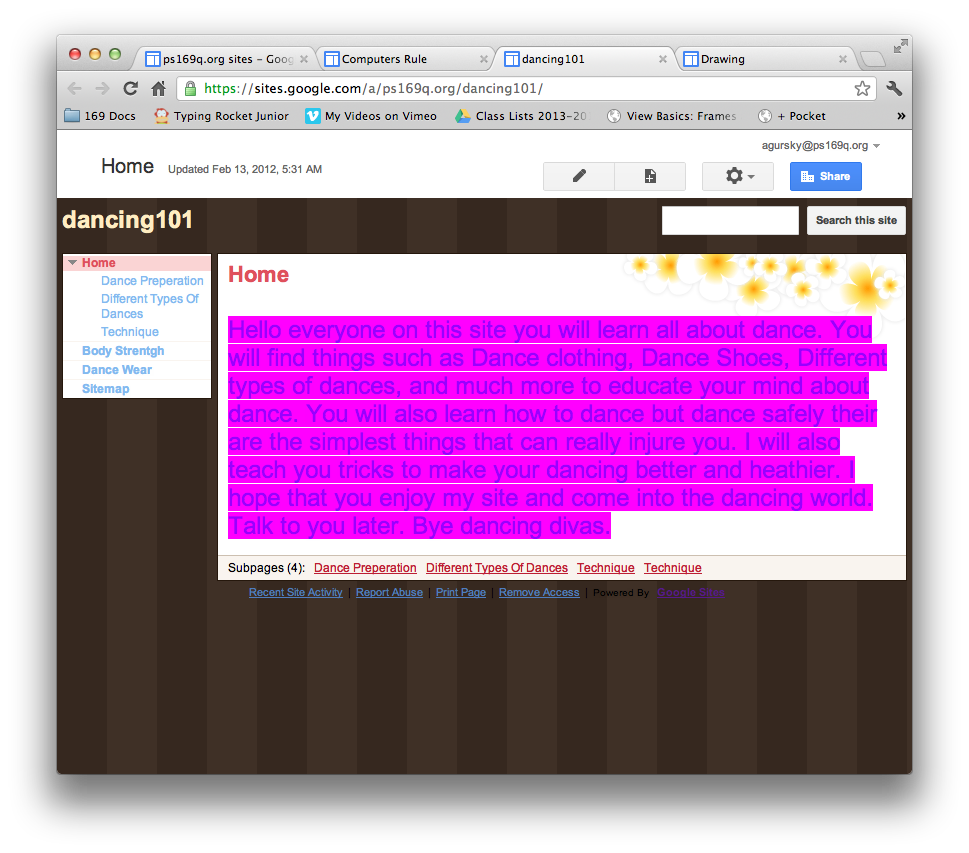 ps169q.org sites – Goog
Computers Rule
dancing101
Drawing
https://sites.google.com/a/ps169q.org/dancing101/
169 Docs
Typing Rocket Junior
My Videos on Vimeo
Class Lists 2013-20
View Basics: Frames
+ Pocket
»
agursky@ps169q.org
Home
Updated Feb 13, 2012, 5:31 AM
Share
dancing101
Search this site
Home
Dance Preperation
Different Types Of
Dances
Technique
Body Strentgh
Dance Wear
Sitemap
Home
Hello everyone on this site you will learn all about dance. You
will find things such as Dance clothing, Dance Shoes, Different
types of dances, and much more to educate your mind about
dance. You will also learn how to dance but dance safely their
are the simplest things that can really injure you. I will also
teach you tricks to make your dancing better and heathier. I
hope that you enjoy my site and come into the dancing world.
Talk to you later. Bye dancing divas.
Subpages (4): Dance Preperation Different Types Of Dances Technique Technique
Recent Site Activity | Report Abuse | Print Page | Remove Access | Powered By Google Sites